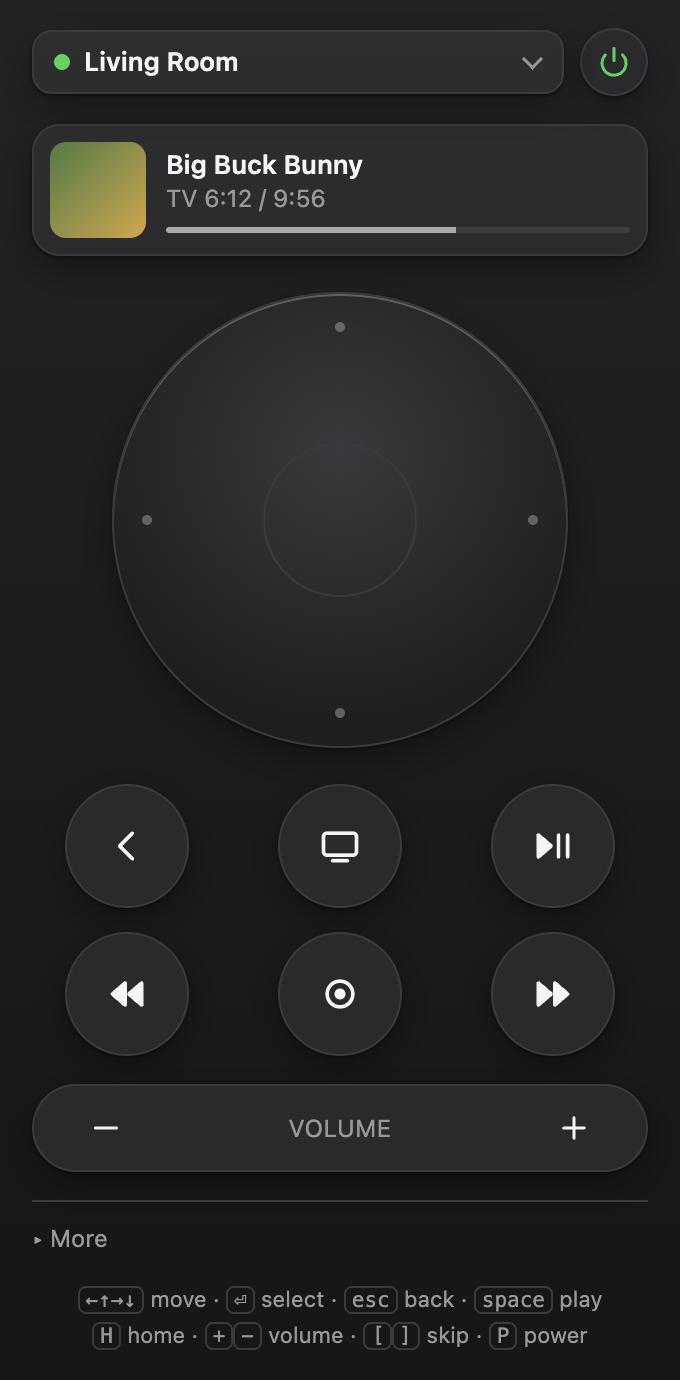 Living Room
Big Buck Bunny
TV 6:12 / 9:56
VOLUME
More
←↑→↓ move · ⏎ select · esc back · space play
H home · + − volume · [ ] skip · P power